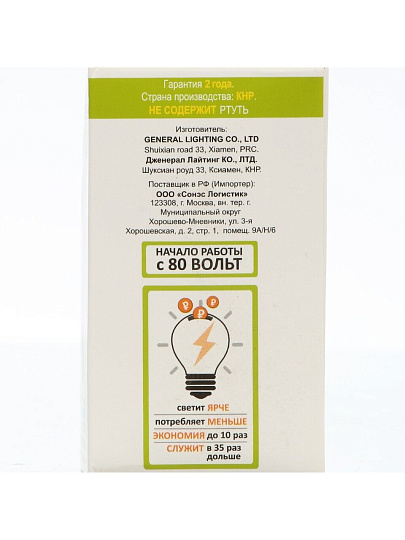 Гарантия 2 года.
Страна производства: КНР.
НЕ СОДЕРЖИТ РТУТЬ
Изготовитель:
GENERAL LIGHTING CO., LTD
Shuixian road 33, Xiamen, PRC.
Дженерал Лайтинг КО., ЛТД.
Шуксиан роуд 33, Ксиамен, КНР.
Поставщик в РФ (Импортер):
ООО «Сонэс Логистик»
123308, г. Москва, вн. тер. г.
Муниципальный округ
Хорошево-Мневники, ул. 3-я
Хорошевская, д. 2, стр. 1, помещ. 9А/Н/6
НАЧАЛО РАБОТЫ
с 80 ВОЛЬТ
₽ ₽ ₽
светит ЯРЧЕ
потребляет МЕНЬШЕ
ЭКОНОМИЯ до 10 раз
СЛУЖИТ в 35 раз
дольше